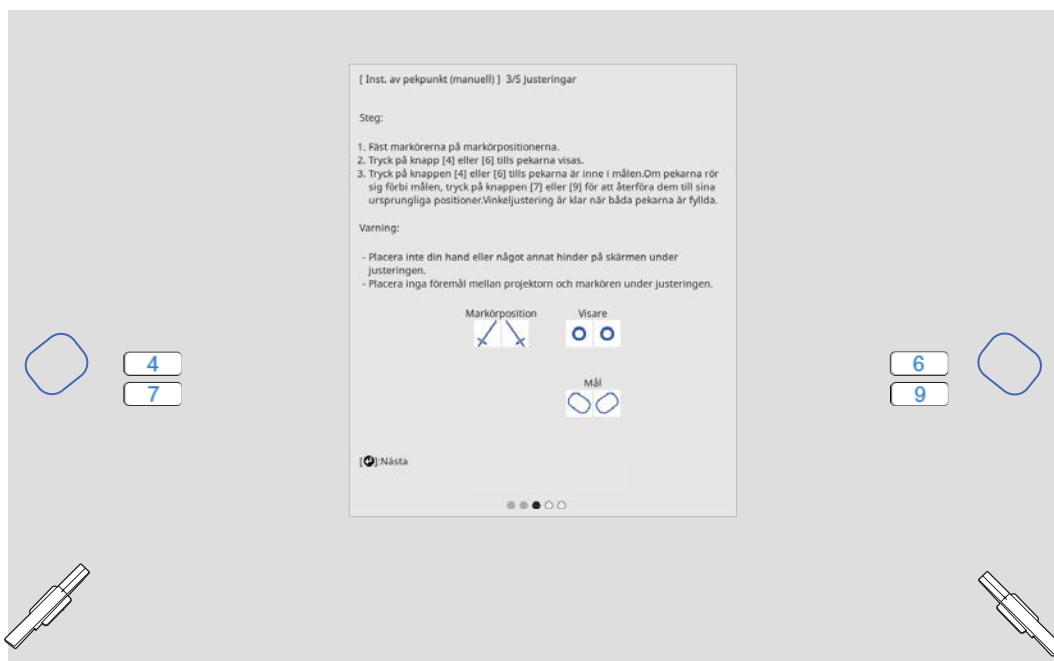 [ Inst. av pekpunkt (manuell) ] 3/5 Justeringar
Steg:
1. Fäst markörerna på markörpositionerna.
2. Tryck på knapp [4] eller [6] tills pekarna visas.
3. Tryck på knappen [4] eller [6] tills pekarna är inne i målen.Om pekarna rör
sig förbi målen, tryck på knappen [7] eller [9] för att återföra dem till sina
ursprungliga positioner.Vinkeljustering är klar när båda pekarna är fyllda.
Varning:
- Placera inte din hand eller något annat hinder på skärmen under
justeringen.
- Placera inga föremål mellan projektorn och markören under justeringen.
Markörposition Visare
4 6
7 9
Mål
[ ]:Nästa